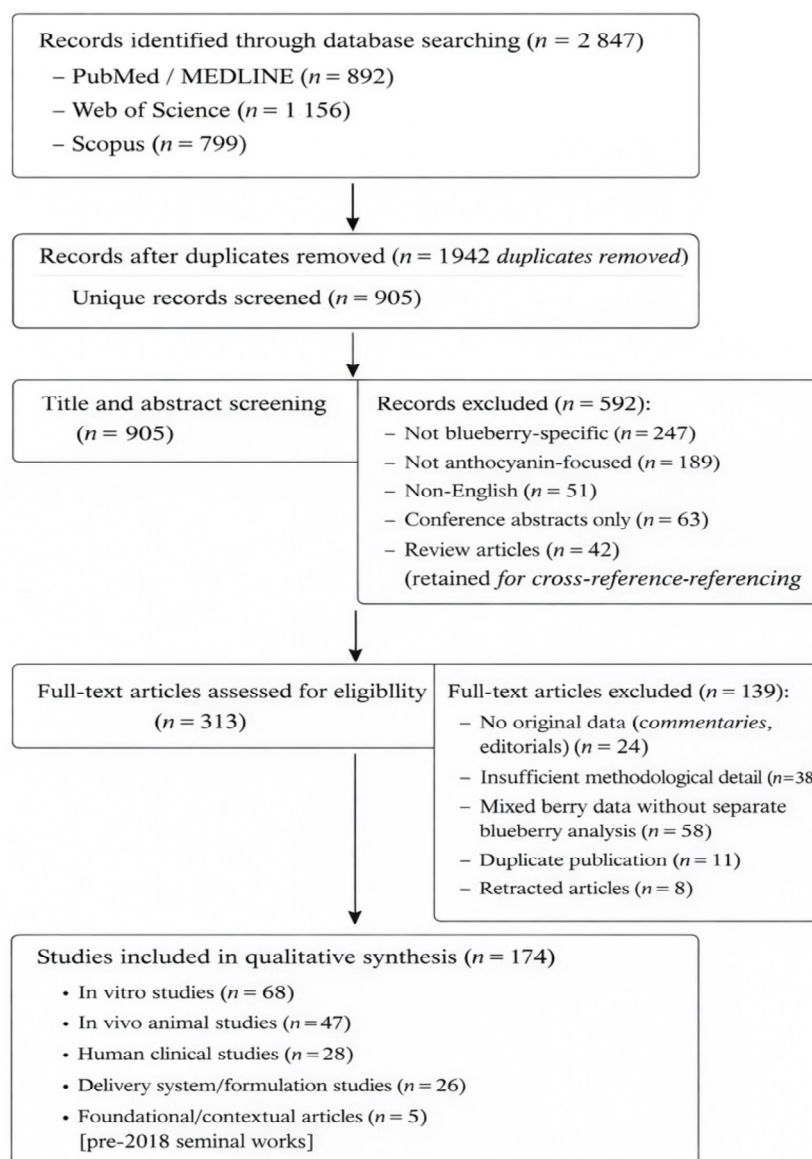 Records identified through database searching (n = 2 847)
– PubMed / MEDLINE (n = 892)
– Web of Science (n = 1 156)
– Scopus (n = 799)
Records after duplicates removed (n = 1942 duplicates removed)
Unique records screened (n = 905)
Title and abstract screening
(n = 905)
Records excluded (n = 592):
– Not blueberry-specific (n = 247)
– Not anthocyanin-focused (n = 189)
– Non-English (n = 51)
– Conference abstracts only (n = 63)
– Review articles (n = 42)
(retained for cross-reference-referencing
Full-text articles assessed for eligibllity
(n = 313)
Full-text articles excluded (n = 139):
– No original data (commentaries,
editorials) (n = 24)
– Insufficient methodological detail (n=38
– Mixed berry data without separate
blueberry analysis (n = 58)
– Duplicate publication (n = 11)
– Retracted articles (n = 8)
Studies included in qualitative synthesis (n = 174)
• In vitro studies (n = 68)
• In vivo animal studies (n = 47)
• Human clinical studies (n = 28)
• Delivery system/formulation studies (n = 26)
• Foundational/contextual articles (n = 5)
[pre-2018 seminal works]